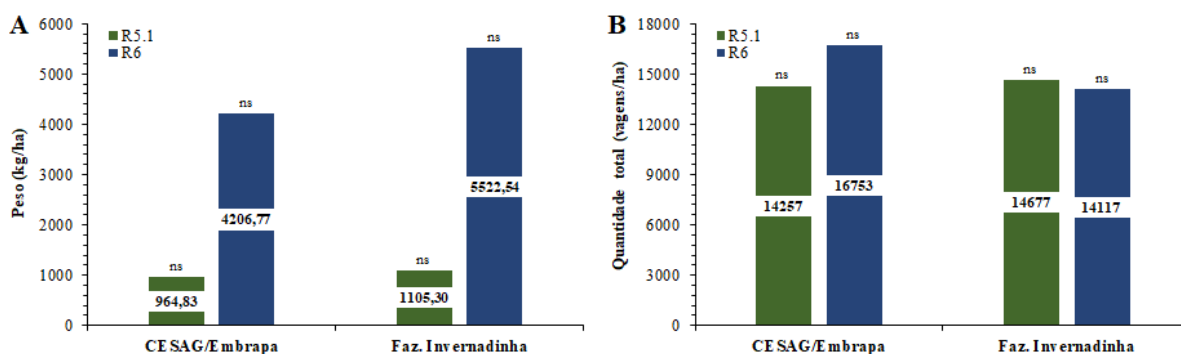 A
R5.1
R6
Peso (kg/ha)
6000
5000
4000
3000
2000
1000
0
ns
964,83
ns
4206,77
ns
1105,30
ns
5522,54
CESAG/Embrapa
Faz. Invernadinha
B
R5.1
R6
Quantidade total (vagens/ha)
18000
15000
12000
9000
6000
3000
0
ns
14257
ns
16753
ns
14677
ns
14117
CESAG/Embrapa
Faz. Invernadinha